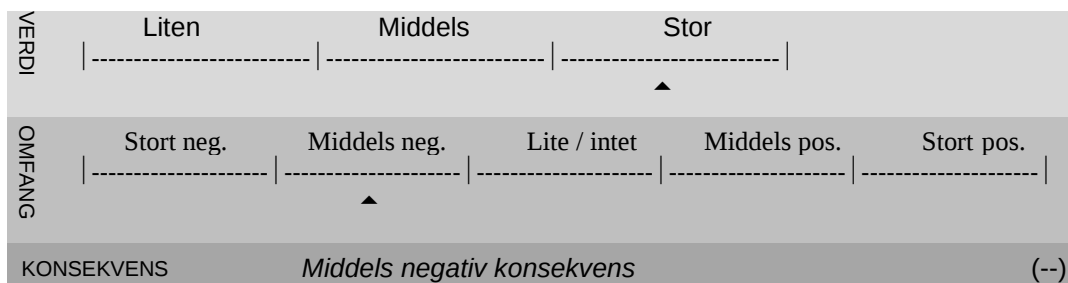 VERDI
Liten Middels Stor
|--------------------------|--------------------------|--------------------------|
OMFANG
Stort neg. Middels neg. Lite / intet Middels pos. Stort pos.
|---------------------|---------------------|---------------------|---------------------|---------------------|
KONSEKVENS Middels negativ konsekvens (--)